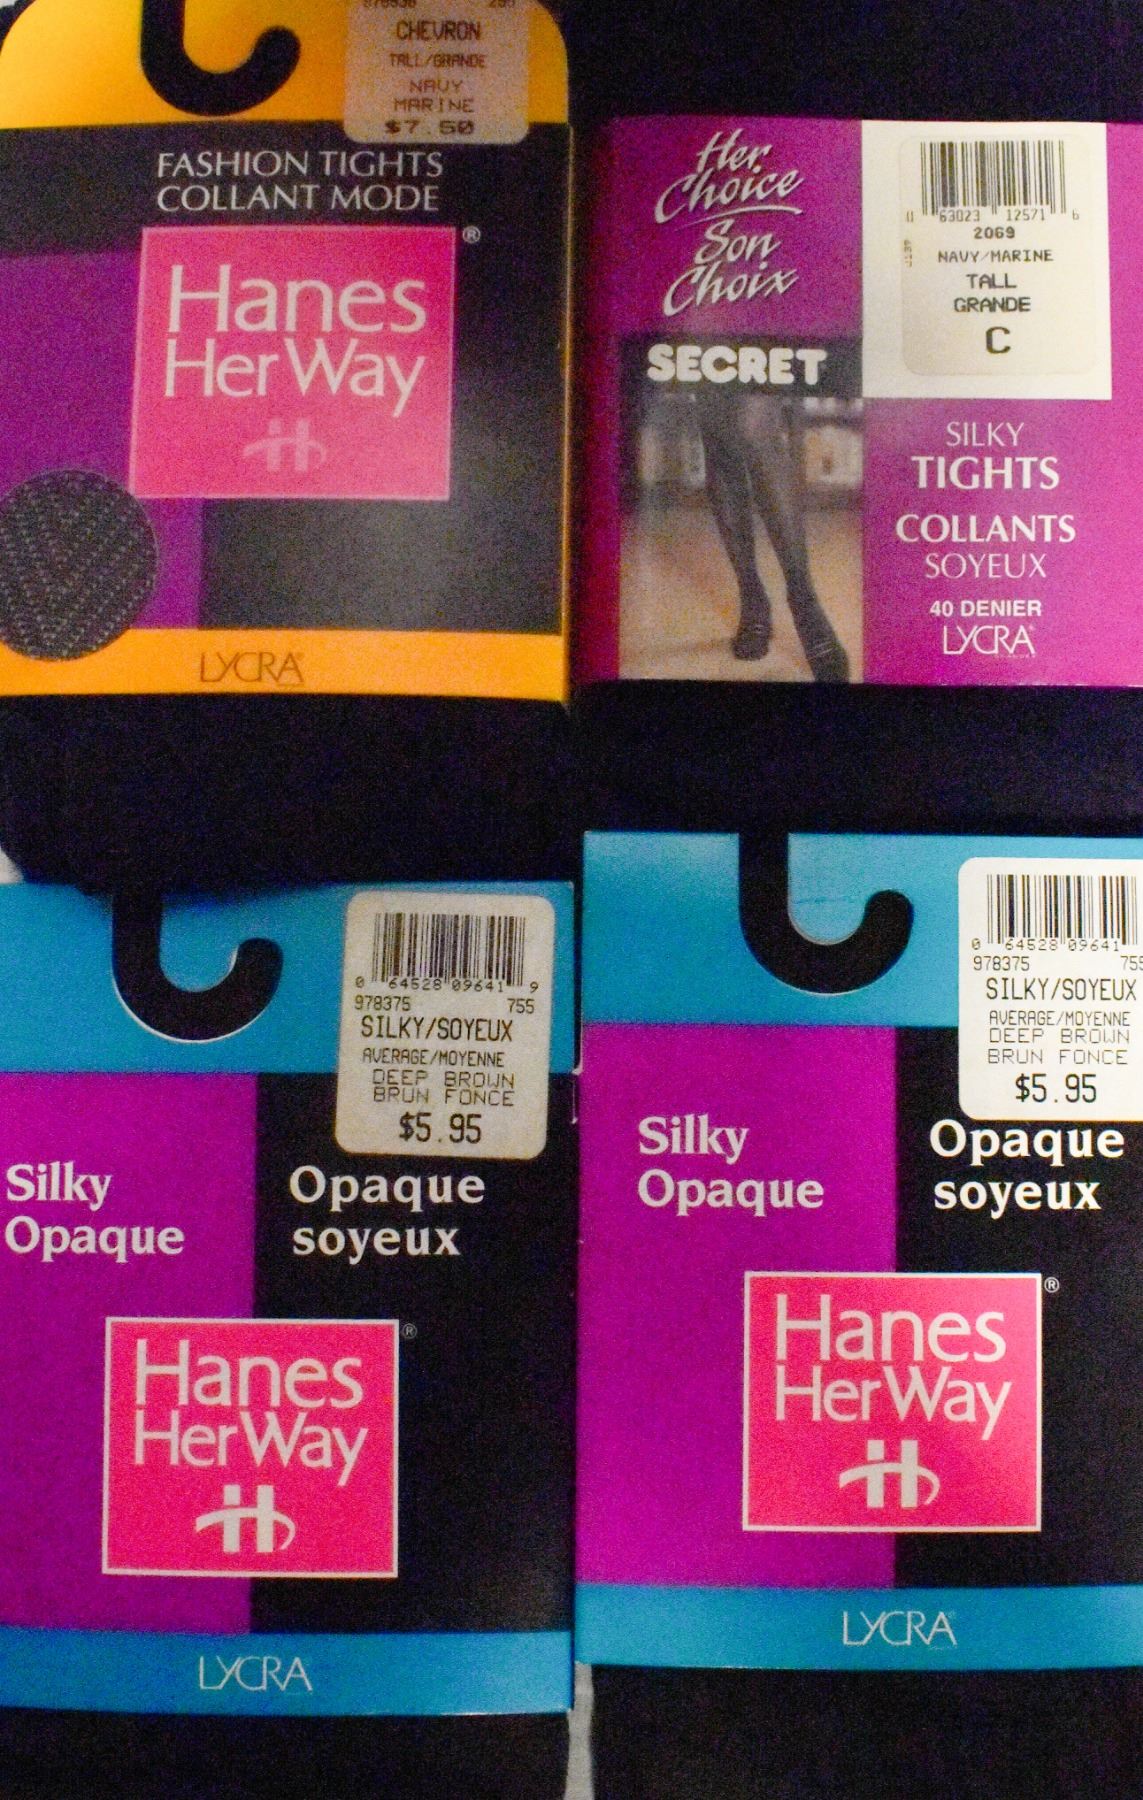 CHEVRON
TALL/GRANDE
NAVY
MARINE
$7.50
FASHION TIGHTS
COLLANT MODE
Hanes
HerWay
®
LYCRA®
Her
Choice
Son
Choix
SECRET
0 63023 12571 6
2069
NAVY/MARINE
TALL
GRANDE
C
SILKY
TIGHTS
COLLANTS
SOYEUX
40 DENIER
LYCRA®
0 64528 09641 9
978375 755
SILKY/SOYEUX
AVERAGE/MOYENNE
DEEP BROWN
BRUN FONCE
$5.95
Silky
Opaque
Opaque
soyeux
Hanes
HerWay
®
LYCRA
0 64528 09641
978375 755
SILKY/SOYEUX
AVERAGE/MOYENNE
DEEP BROWN
BRUN FONCE
$5.95
Silky
Opaque
Opaque
soyeux
Hanes
HerWay
®
LYCRA®